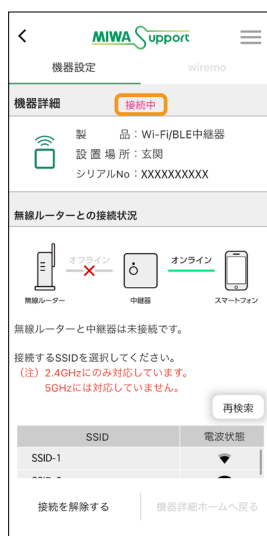 MIWA Support
機器設定 wiremo
機器詳細 接続中
製 品：Wi-Fi/BLE中継器
設置場所：玄関
シリアルNo：XXXXXXXXXX
無線ルーターとの接続状況
オフライン オンライン
無線ルーター 中継器 スマートフォン
無線ルーターと中継器は未接続です。
接続するSSIDを選択してください。
（注）2.4GHzにのみ対応しています。
5GHzには対応していません。
再検索
SSID 電波状態
SSID-1
接続を解除する 機器詳細ホームへ戻る